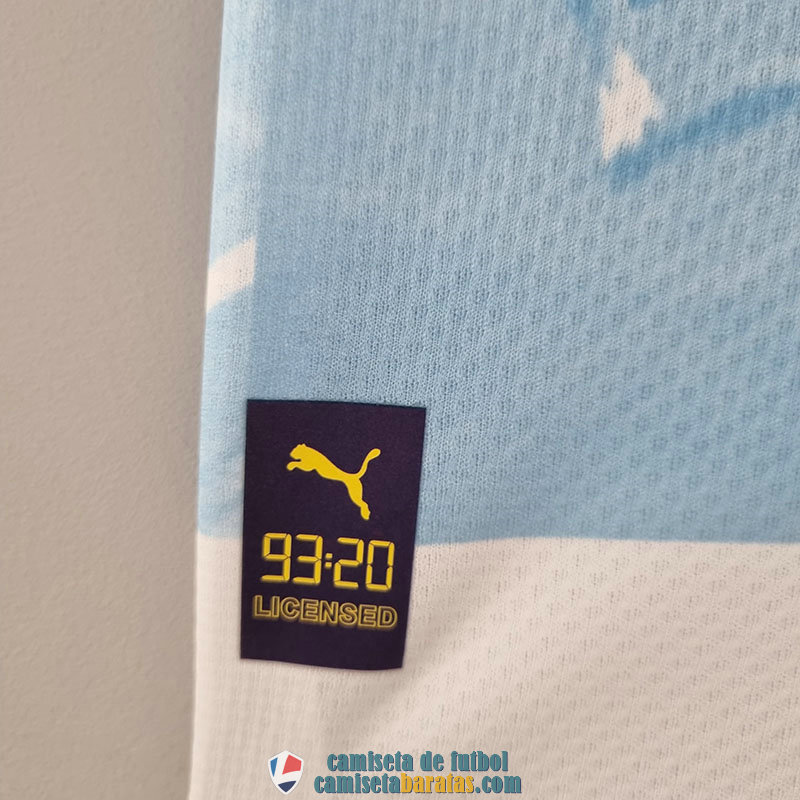 93:20
LICENSED
camiseta de futbol
camisetabaratas.com